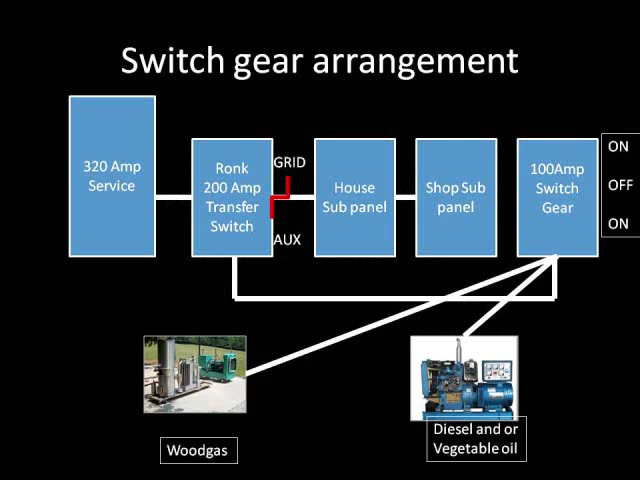 Switch gear arrangement
320 Amp
Service
Ronk
200 Amp
Transfer
Switch
GRID
AUX
House
Sub panel
Shop Sub
panel
100Amp
Switch
Gear
ON
OFF
ON
Woodgas
Diesel and or
Vegetable oil